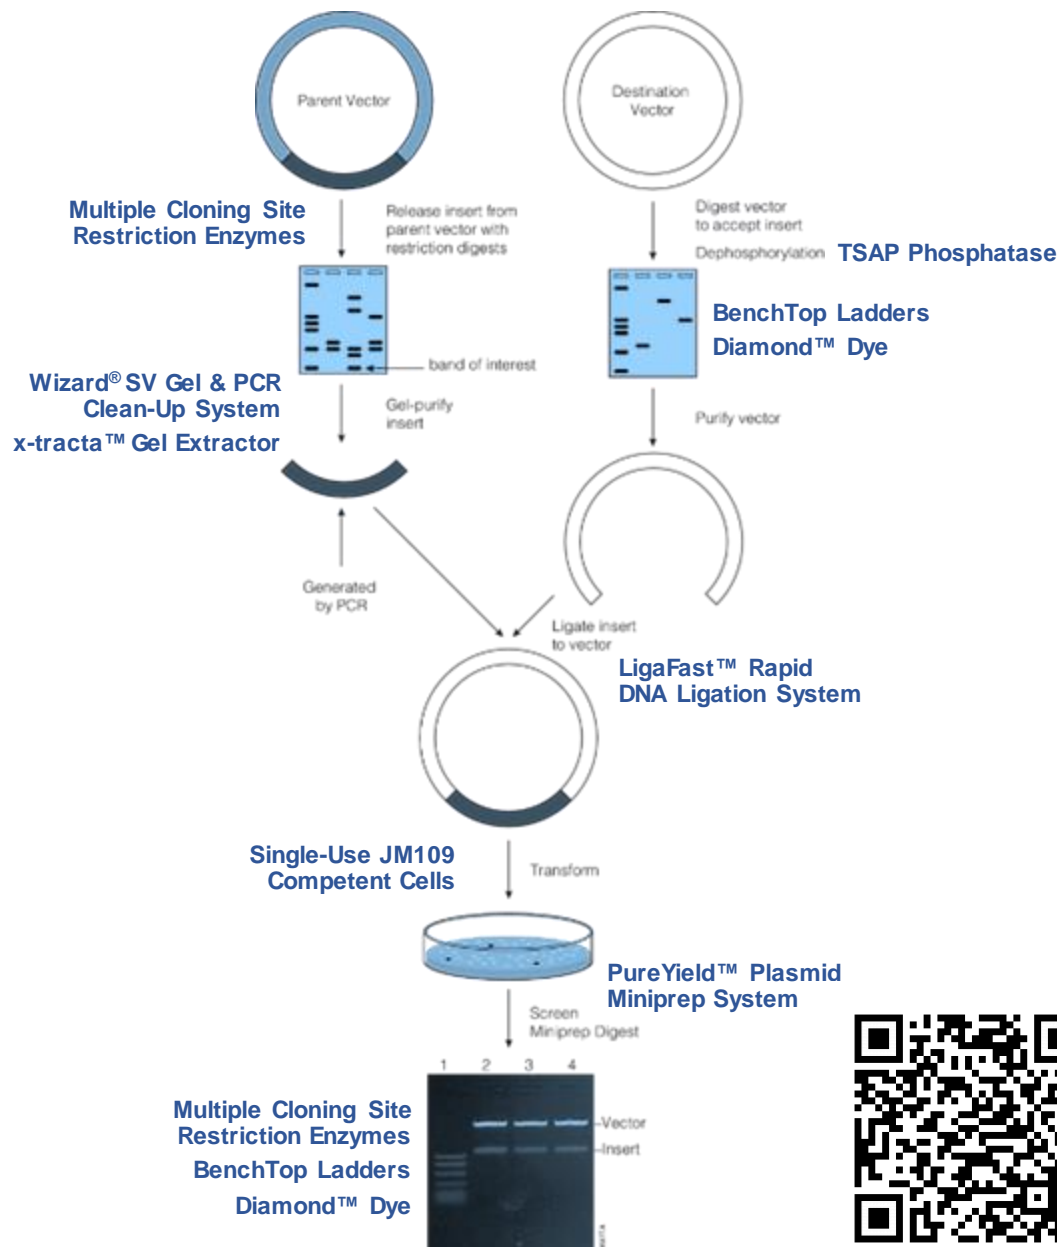 Parent Vector
Destination
Vector
Multiple Cloning Site
Restriction Enzymes
Release insert from
parent vector with
restriction digests
Digest vector
to accept insert
Dephosphorylation
TSAP Phosphatase
BenchTop Ladders
Diamond™ Dye
band of interest
Wizard® SV Gel & PCR
Clean-Up System
x-tracta™ Gel Extractor
Gel-purify
insert
Purify vector
Generated
by PCR
Ligate insert
to vector
LigaFast™ Rapid
DNA Ligation System
Single-Use JM109
Competent Cells
Transform
PureYield™ Plasmid
Miniprep System
Screen
Miniprep Digest
1 2 3 4
Vector
Insert
Multiple Cloning Site
Restriction Enzymes
BenchTop Ladders
Diamond™ Dye